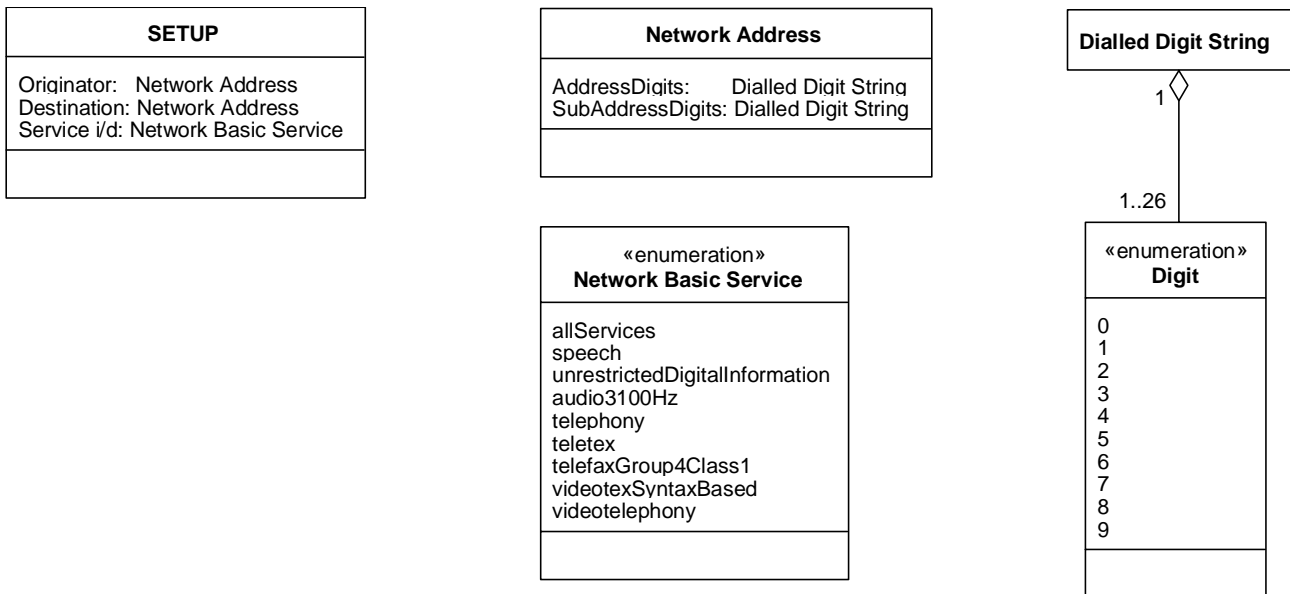 SETUP
Originator: Network Address
Destination: Network Address
Service i/d: Network Basic Service
Network Address
AddressDigits: Dialled Digit String
SubAddressDigits: Dialled Digit String
«enumeration»
Network Basic Service
allServices
speech
unrestrictedDigitalInformation
audio3100Hz
telephony
teletex
telefaxGroup4Class1
videotexSyntaxBased
videotelephony
Dialled Digit String
1
1..26
«enumeration»
Digit
0
1
2
3
4
5
6
7
8
9